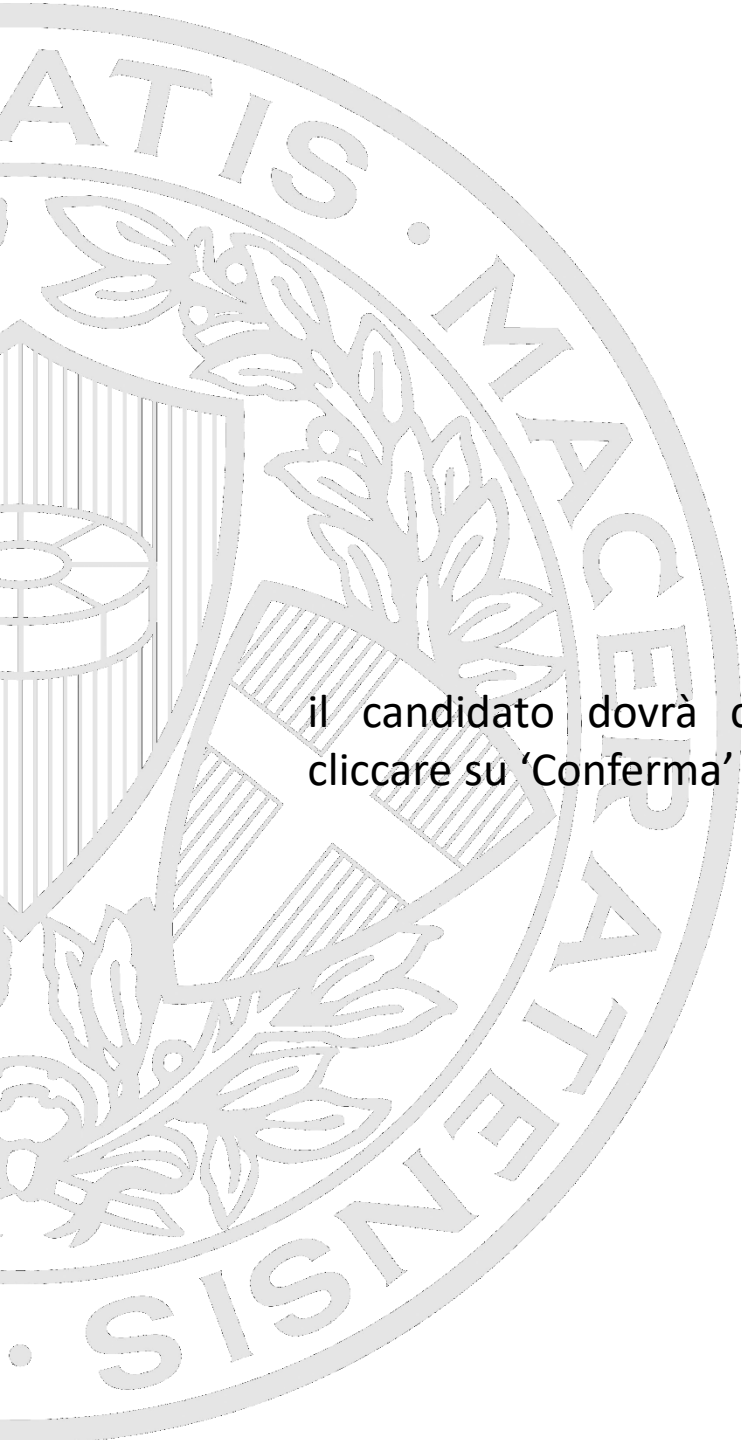 ATIS · MACERATENSIS ·
il candidato dovrà
cliccare su ‘Conferma’